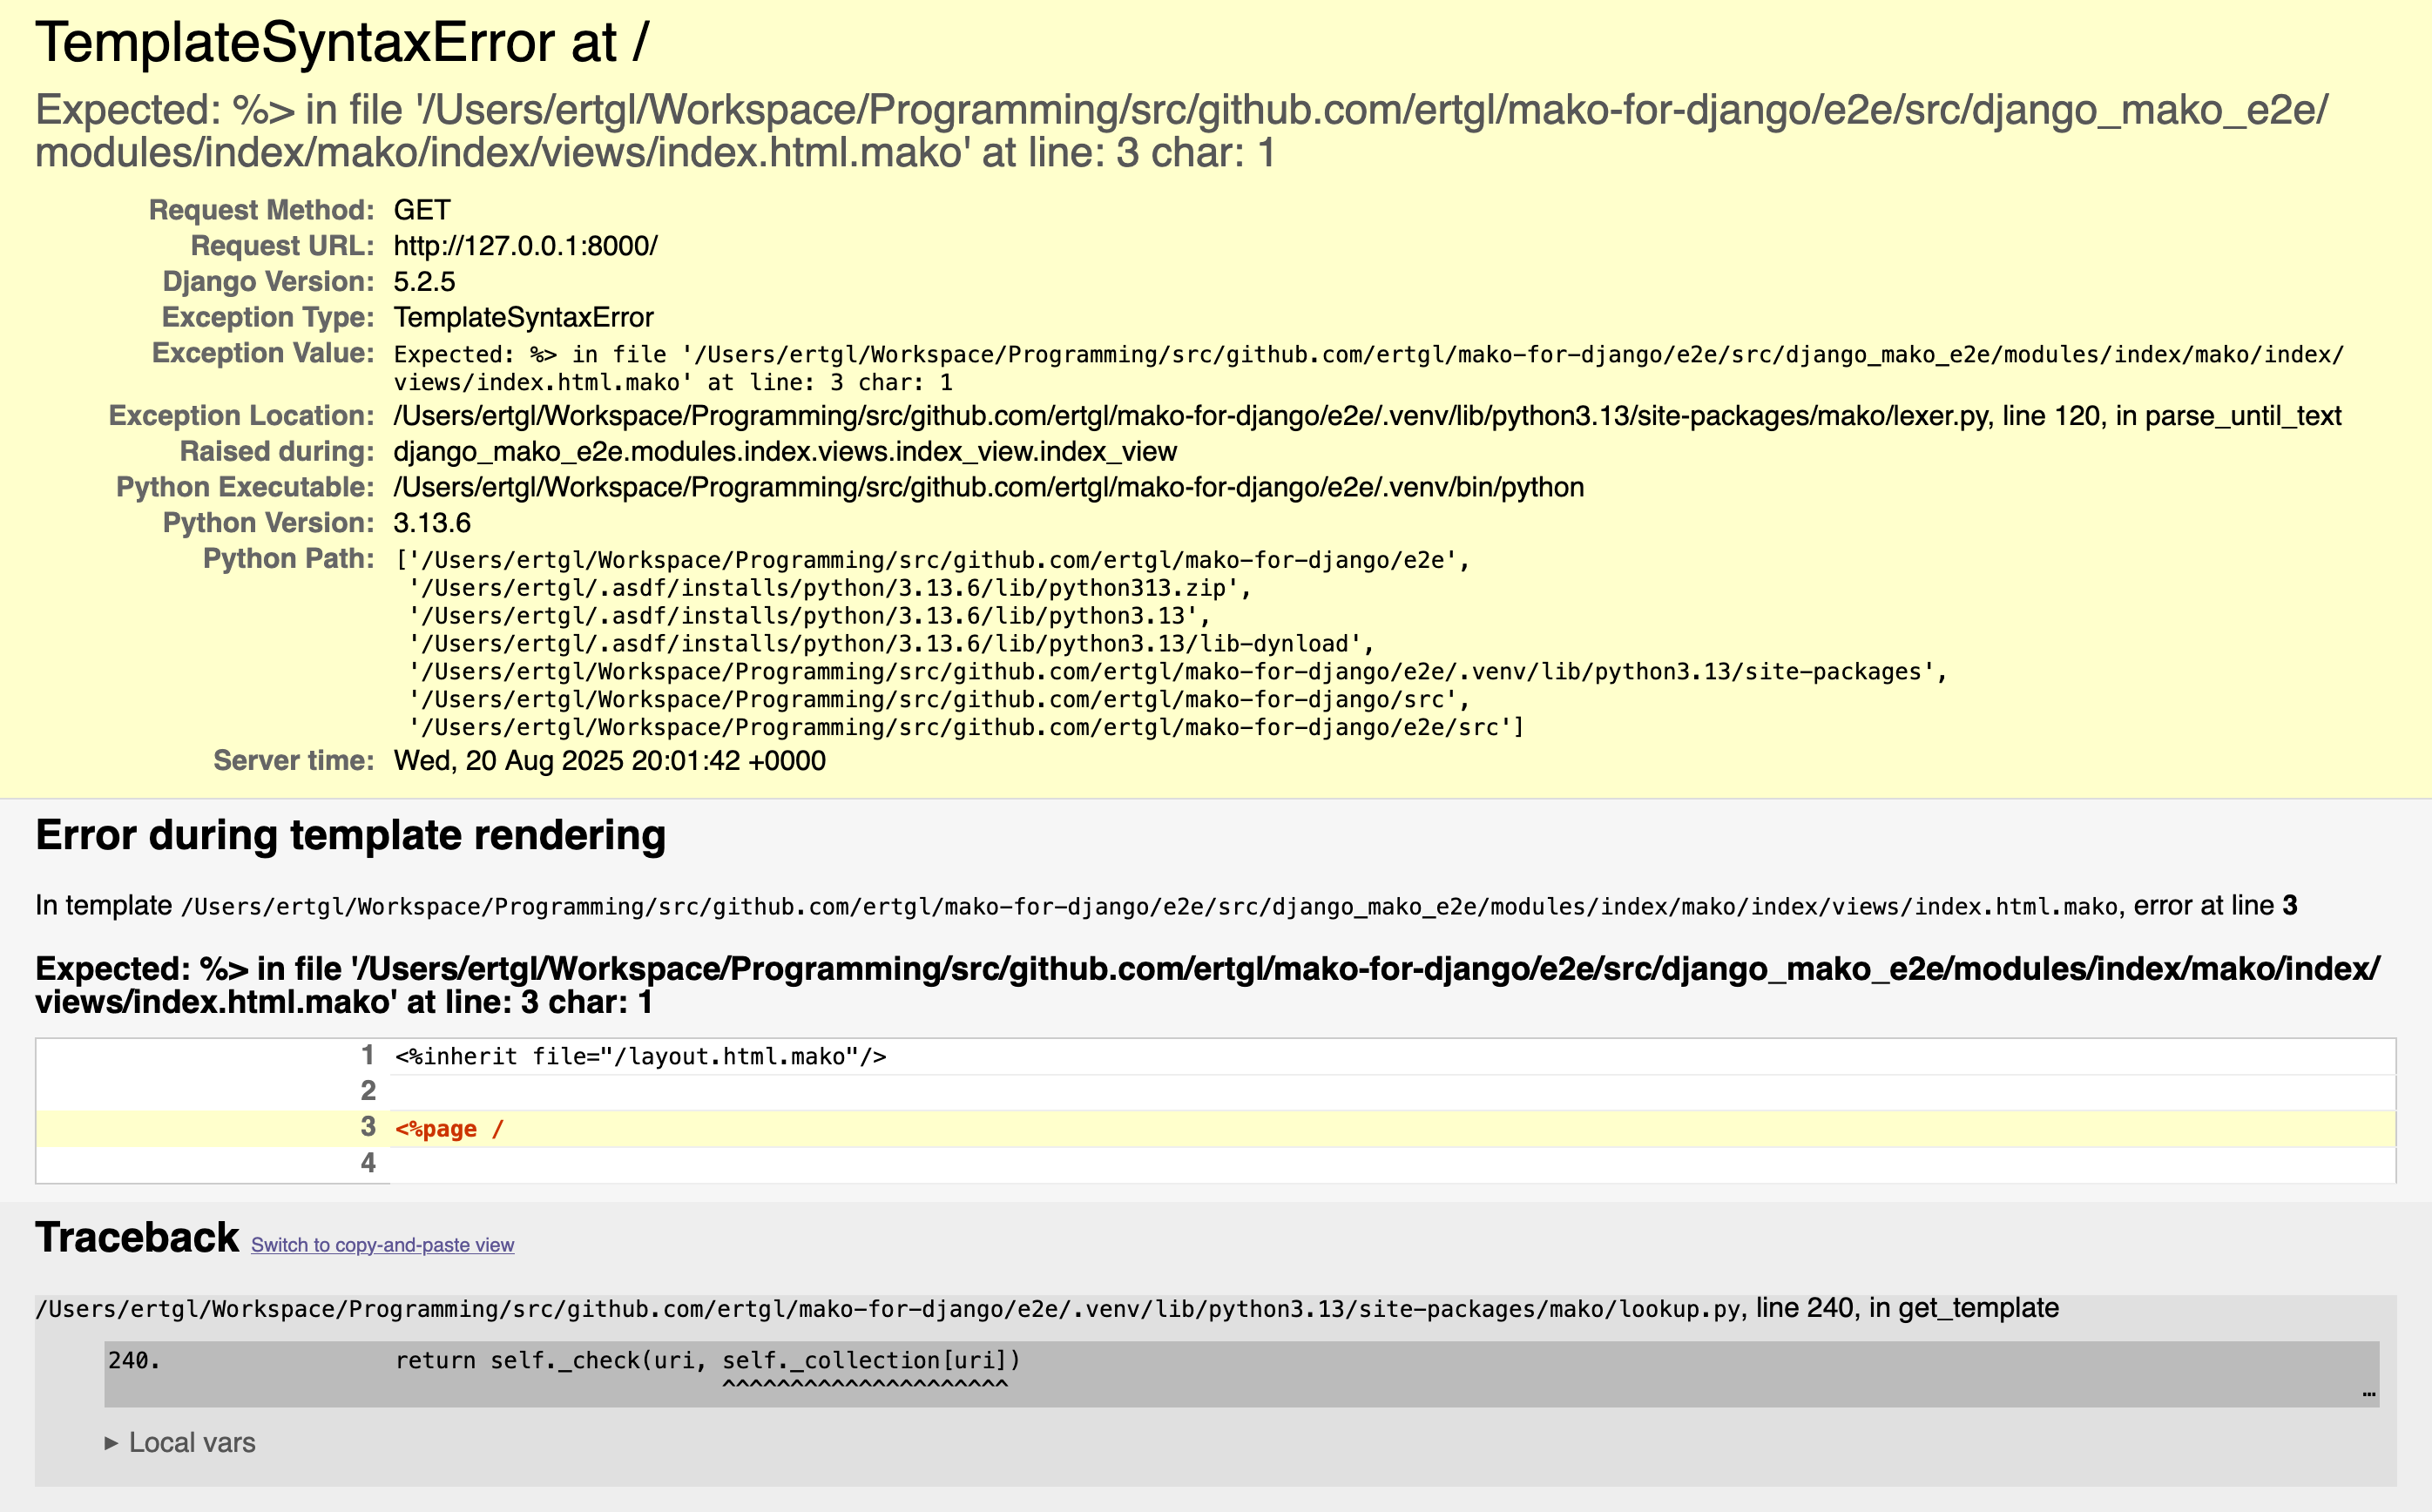 TemplateSyntaxError at /
Expected: %> in file '/Users/ertgl/Workspace/Programming/src/github.com/ertgl/mako-for-django/e2e/src/django_mako_e2e/
modules/index/mako/index/views/index.html.mako' at line: 3 char: 1
Request Method: GET
Request URL: http://127.0.0.1:8000/
Django Version: 5.2.5
Exception Type: TemplateSyntaxError
Exception Value: Expected: %> in file '/Users/ertgl/Workspace/Programming/src/github.com/ertgl/mako-for-django/e2e/src/django_mako_e2e/modules/index/mako/index/
views/index.html.mako' at line: 3 char: 1
Exception Location: /Users/ertgl/Workspace/Programming/src/github.com/ertgl/mako-for-django/e2e/.venv/lib/python3.13/site-packages/mako/lexer.py, line 120, in parse_until_text
Raised during: django_mako_e2e.modules.index.views.index_view.index_view
Python Executable: /Users/ertgl/Workspace/Programming/src/github.com/ertgl/mako-for-django/e2e/.venv/bin/python
Python Version: 3.13.6
Python Path: ['/Users/ertgl/Workspace/Programming/src/github.com/ertgl/mako-for-django/e2e',
'/Users/ertgl/.asdf/installs/python/3.13.6/lib/python313.zip',
'/Users/ertgl/.asdf/installs/python/3.13.6/lib/python3.13',
'/Users/ertgl/.asdf/installs/python/3.13.6/lib/python3.13/lib-dynload',
'/Users/ertgl/Workspace/Programming/src/github.com/ertgl/mako-for-django/e2e/.venv/lib/python3.13/site-packages',
'/Users/ertgl/Workspace/Programming/src/github.com/ertgl/mako-for-django/src',
'/Users/ertgl/Workspace/Programming/src/github.com/ertgl/mako-for-django/e2e/src']
Server time: Wed, 20 Aug 2025 20:01:42 +0000
Error during template rendering
In template /Users/ertgl/Workspace/Programming/src/github.com/ertgl/mako-for-django/e2e/src/django_mako_e2e/modules/index/mako/index/views/index.html.mako, error at line 3
Expected: %> in file '/Users/ertgl/Workspace/Programming/src/github.com/ertgl/mako-for-django/e2e/src/django_mako_e2e/modules/index/mako/index/
views/index.html.mako' at line: 3 char: 1
1 <%inherit file="/layout.html.mako"/>
2
3 <%page /
4
Traceback Switch to copy-and-paste view
/Users/ertgl/Workspace/Programming/src/github.com/ertgl/mako-for-django/e2e/.venv/lib/python3.13/site-packages/mako/lookup.py, line 240, in get_template
240. return self._check(uri, self._collection[uri])
^^^^^^^^^^^^^^^^^^^^^
…
▶ Local vars